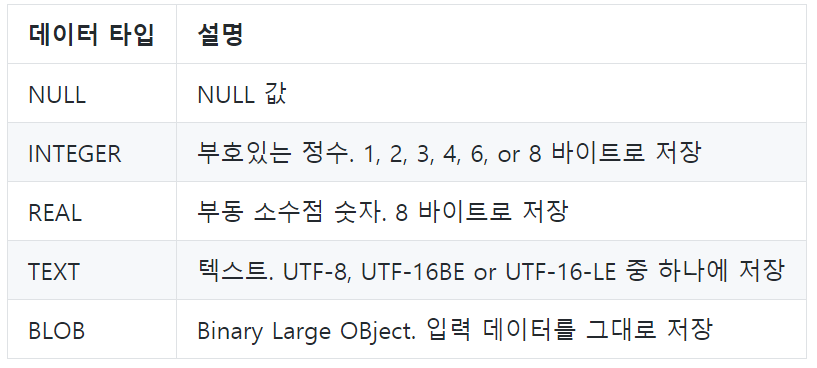 데이터 타입 설명
NULL NULL 값
INTEGER 부호있는 정수. 1, 2, 3, 4, 6, or 8 바이트로 저장
REAL 부동 소수점 숫자. 8 바이트로 저장
TEXT 텍스트. UTF-8, UTF-16BE or UTF-16-LE 중 하나에 저장
BLOB Binary Large OBject. 입력 데이터를 그대로 저장